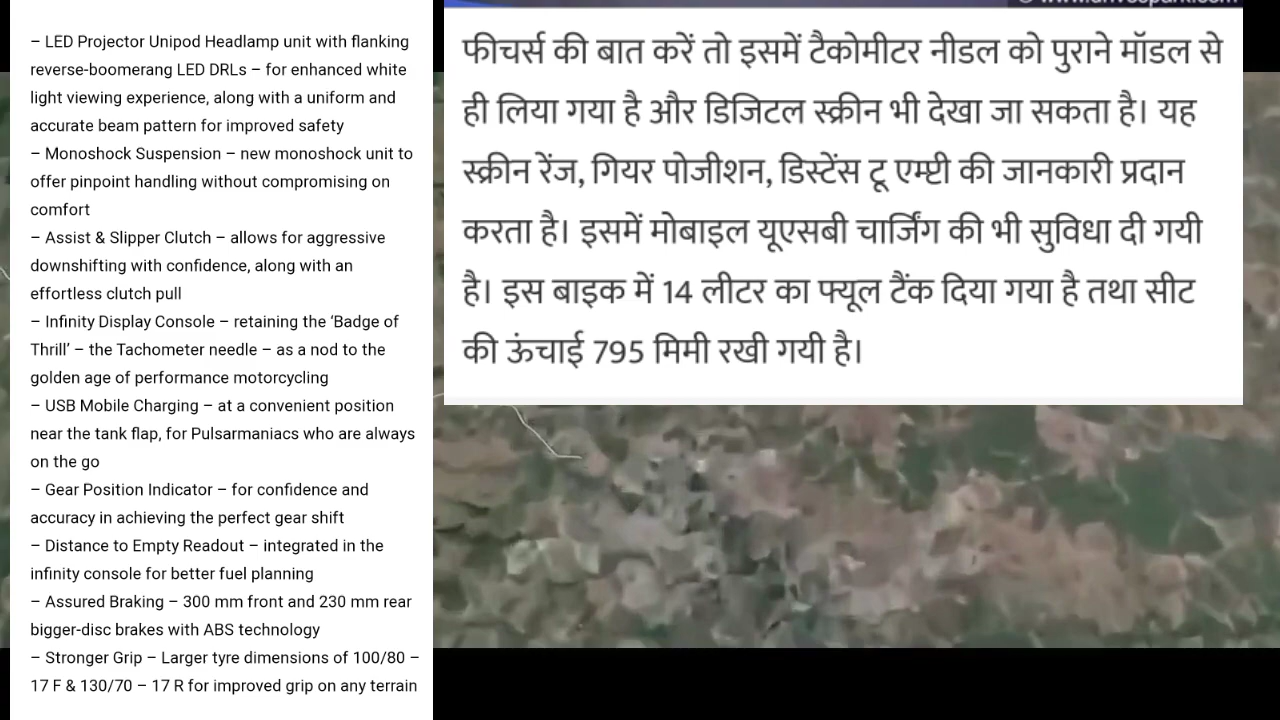 – LED Projector Unipod Headlamp unit with flanking
reverse-boomerang LED DRLs – for enhanced white
light viewing experience, along with a uniform and
accurate beam pattern for improved safety
– Monoshock Suspension – new monoshock unit to
offer pinpoint handling without compromising on
comfort
– Assist & Slipper Clutch – allows for aggressive
downshifting with confidence, along with an
effortless clutch pull
– Infinity Display Console – retaining the ‘Badge of
Thrill’ – the Tachometer needle – as a nod to the
golden age of performance motorcycling
– USB Mobile Charging – at a convenient position
near the tank flap, for Pulsarmaniacs who are always
on the go
– Gear Position Indicator – for confidence and
accuracy in achieving the perfect gear shift
– Distance to Empty Readout – integrated in the
infinity console for better fuel planning
– Assured Braking – 300 mm front and 230 mm rear
bigger-disc brakes with ABS technology
– Stronger Grip – Larger tyre dimensions of 100/80 –
17 F & 130/70 – 17 R for improved grip on any terrain
फीचर्स की बात करें तो इसमें टैकोमीटर नीडल को पुराने मॉडल से
ही लिया गया है और डिजिटल स्क्रीन भी देखा जा सकता है। यह
स्क्रीन रेंज, गियर पोजीशन, डिस्टेंस टू एम्प्टी की जानकारी प्रदान
करता है। इसमें मोबाइल यूएसबी चार्जिंग की भी सुविधा दी गयी
है। इस बाइक में 14 लीटर का फ्यूल टैंक दिया गया है तथा सीट
की ऊंचाई 795 मिमी रखी गयी है।